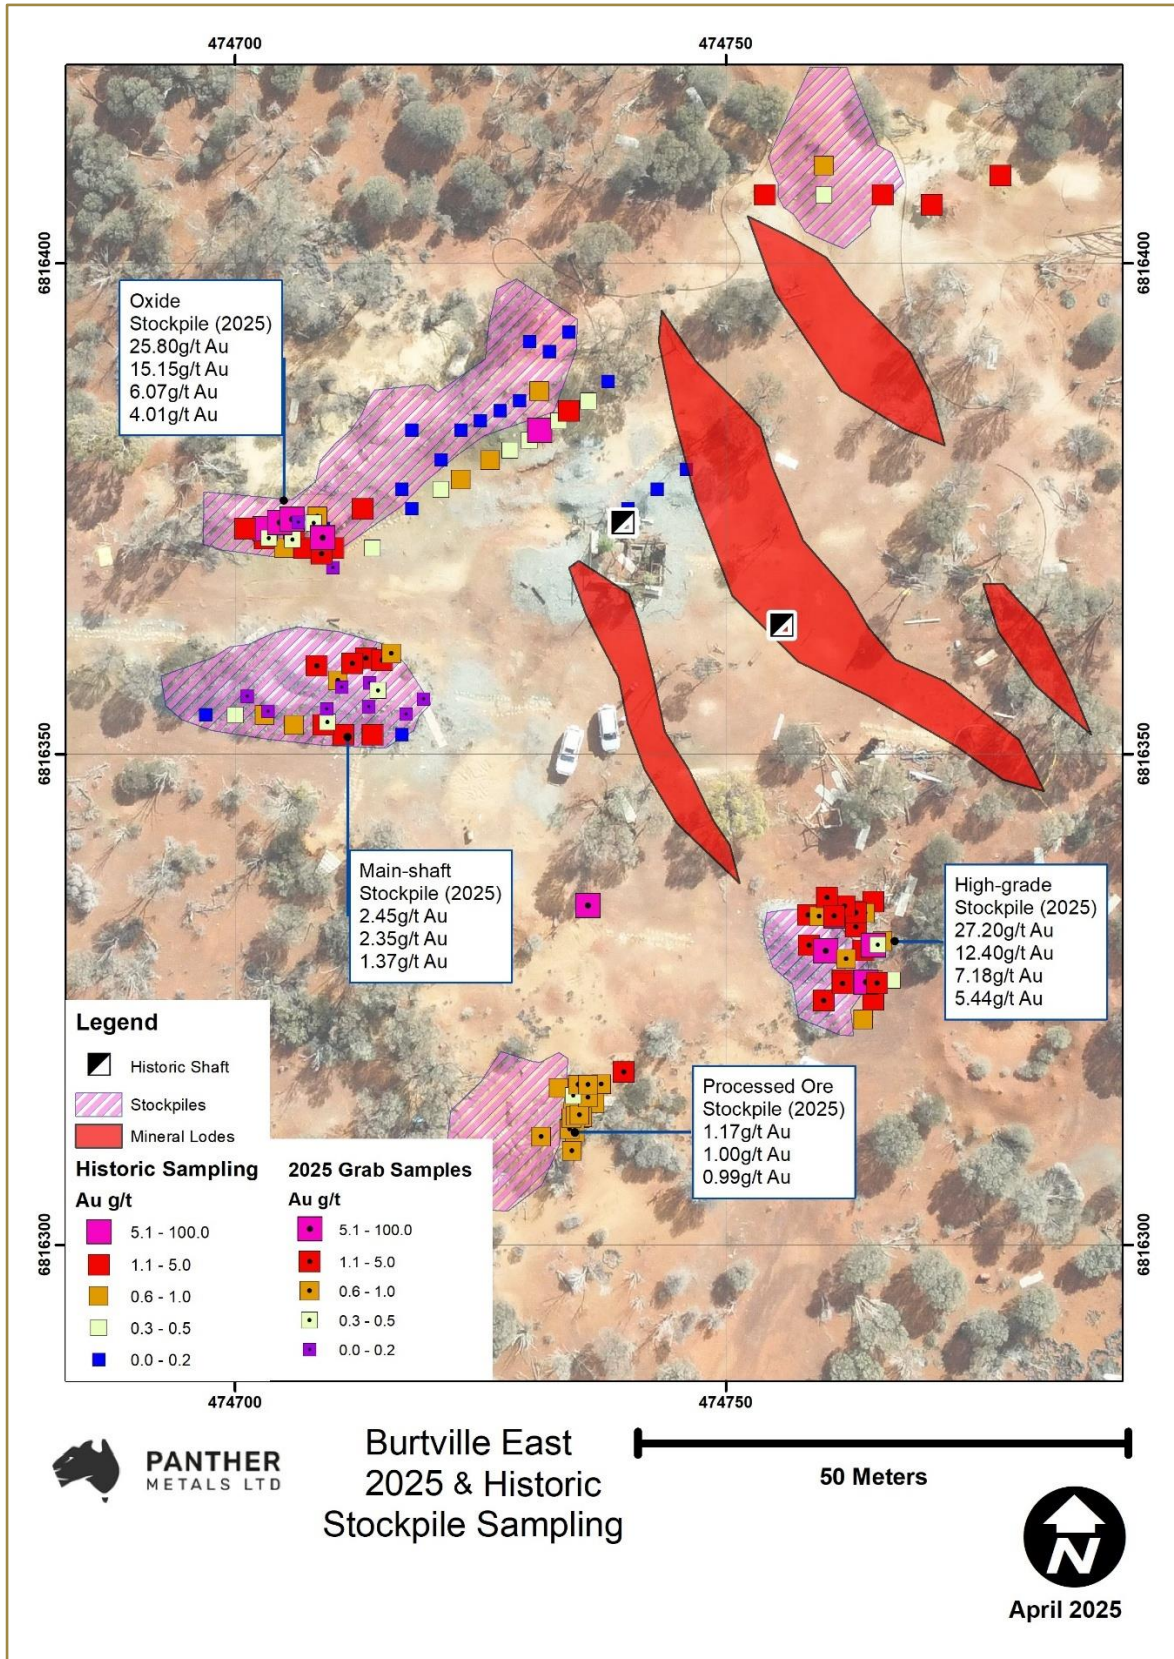 474700
474750
6816400
6816400
Oxide
Stockpile (2025)
25.80g/t Au
15.15g/t Au
6.07g/t Au
4.01g/t Au
6816350
6816350
Main-shaft
Stockpile (2025)
2.45g/t Au
2.35g/t Au
1.37g/t Au
High-grade
Stockpile (2025)
27.20g/t Au
12.40g/t Au
7.18g/t Au
5.44g/t Au
Processed Ore
Stockpile (2025)
1.17g/t Au
1.00g/t Au
0.99g/t Au
Legend
Historic Shaft
Stockpiles
Mineral Lodes
Historic Sampling
Au g/t
5.1 - 100.0
1.1 - 5.0
0.6 - 1.0
0.3 - 0.5
0.0 - 0.2
2025 Grab Samples
Au g/t
5.1 - 100.0
1.1 - 5.0
0.6 - 1.0
0.3 - 0.5
0.0 - 0.2
6816300
6816300
474700
474750
PANTHER
METALS LTD
Burtville East
2025 & Historic
Stockpile Sampling
50 Meters
N
April 2025